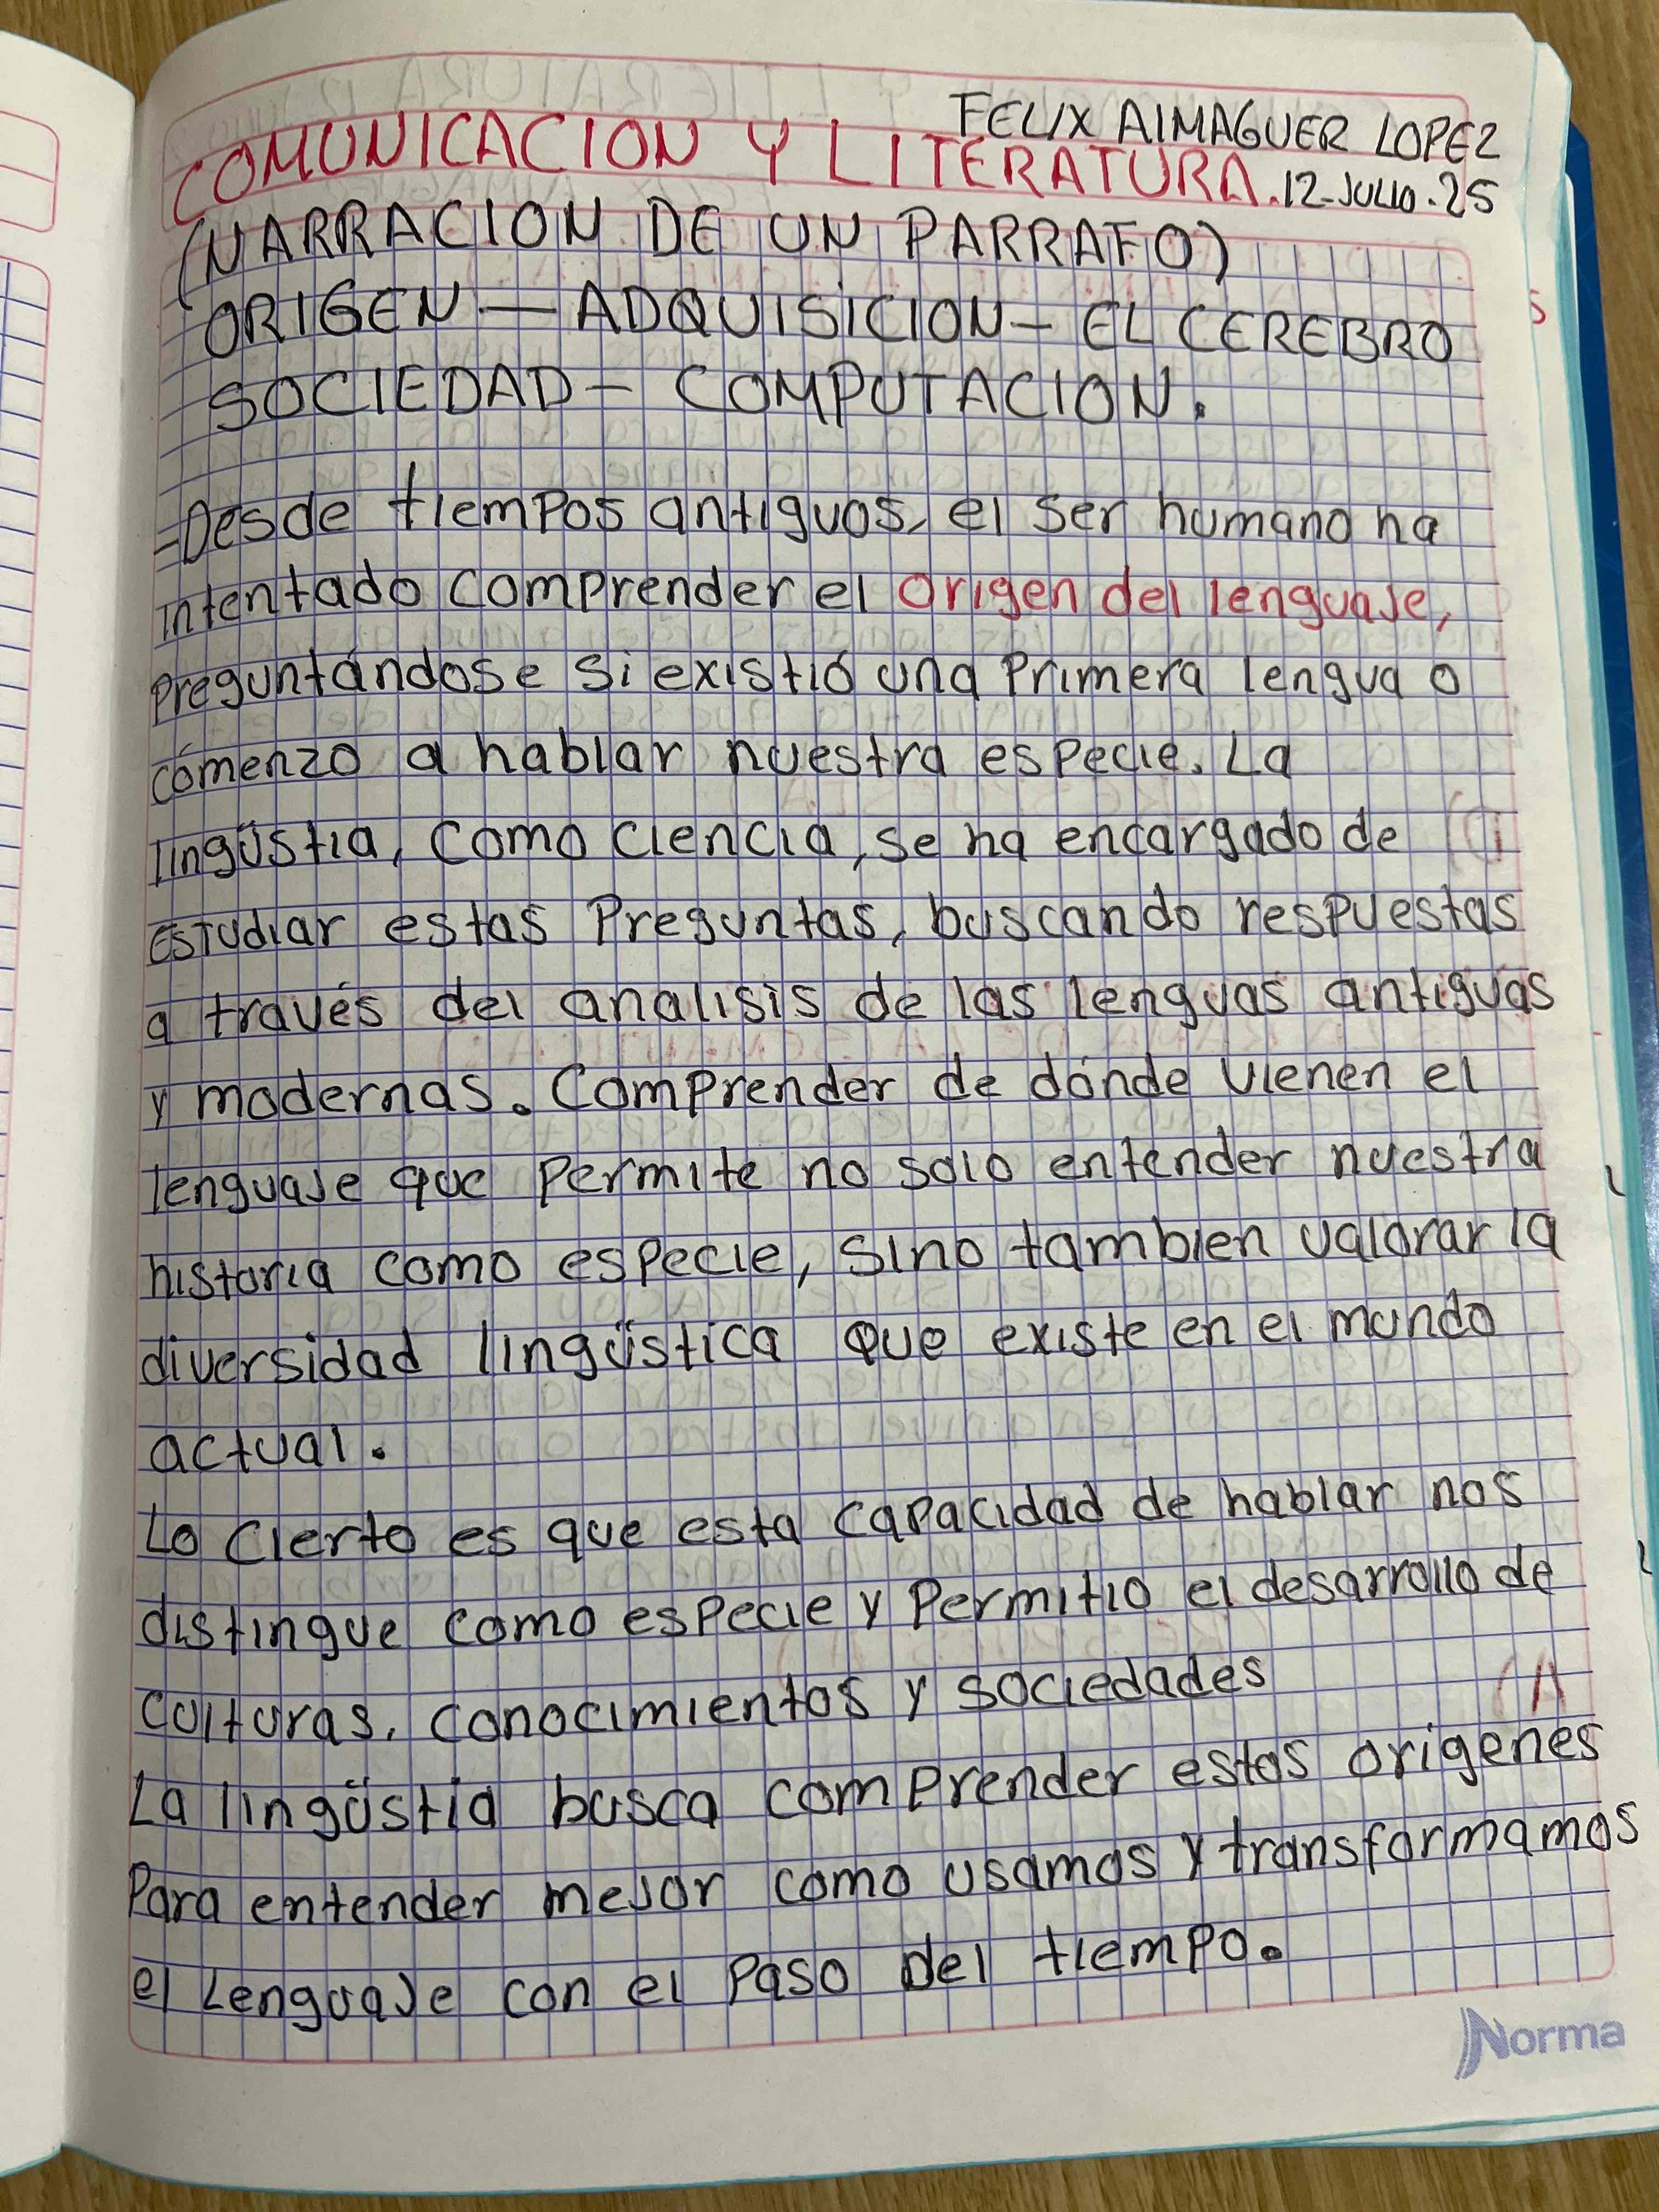 FELIX AlMAGUER LOPEZ
COMUNICACION Y LITERATURA. 12-JULIO-25
(NARRACION DE UN PARRAFO)
ORIGEN — ADQUISICION - EL CEREBRO
SOCIEDAD - COMPUTACION.
=Desde tiempos antiguos, el ser humano ha
intentado comprender el origen del lenguaje,
preguntándose si existió una primera lengua o
cómenzo a hablar nuestra especie. La
lingüstia, como ciencia, se ha encargado de
estudiar estas preguntas, buscando respuestas
a través del analisis de las lenguas antiguas
y modernas. Comprender de dónde vienen el
lenguaje que permite no solo entender nuestra
historia como especie, sino tambien valorar la
diversidad lingüstica que existe en el mundo
actual.
Lo cierto es que esta capacidad de hablar nos
distingue como especie y permitio el desarrollo de
culturas, conocimientos y sociedades
La lingüstia busca comprender estos origenes
para entender mejor como usamos y transformamos
el lenguaje con el paso del tiempo.
Norma